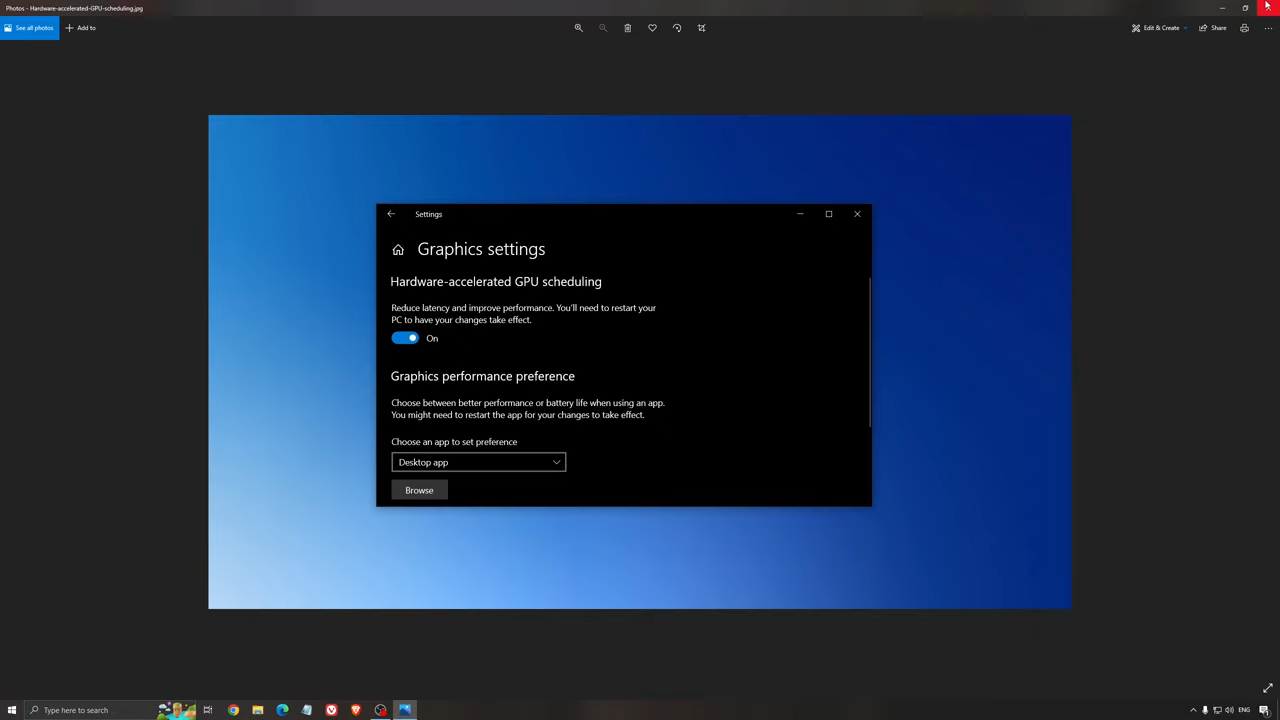 Photos - Hardware-accelerated-GPU-scheduling.jpg
See all photos
Add to
Edit & Create
Share
Settings
Graphics settings
Hardware-accelerated GPU scheduling
Reduce latency and improve performance. You'll need to restart your
PC to have your changes take effect.
On
Graphics performance preference
Choose between better performance or battery life when using an app.
You might need to restart the app for your changes to take effect.
Choose an app to set preference
Desktop app
Browse
Type here to search
ENG